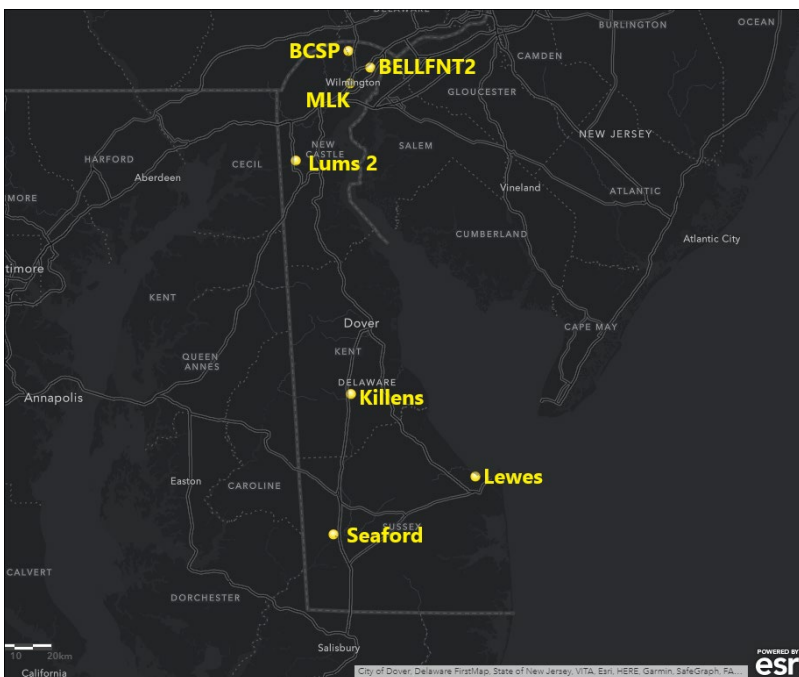 DELAWARE
BURLINGTON
OCEAN
BCSP
BELLFNT2
CAMDEN
Wilmington
MLK
GLOUCESTER
NEW JERSEY
NEW
CASTLE
SALEM
HARFORD
CECIL
Lums 2
Aberdeen
Vineland
ATLANTIC
IMORE
CUMBERLAND
Atlantic City
timore
KENT
Dover
CAPE MAY
KENT
QUEEN
ANNES
DELAWARE
Annapolis
Killens
Lewes
Easton
CAROLINE
SUSSEX
Seaford
CALVERT
DORCHESTER
Salisbury
10 20km
California
City of Dover, Delaware FirstMap, State of New Jersey, VITA, Esri, HERE, Garmin, SafeGraph, FA...
POWERED BY
esri